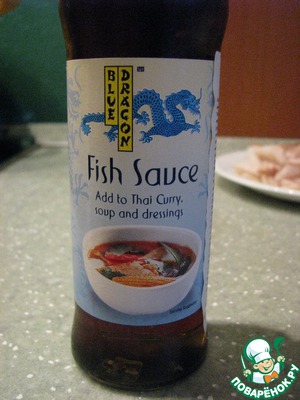 BLUE
DRAGON
Fish Sauce
Add to Thai Curry,
soup and dressings
ПОВАРЁНОК.РУ